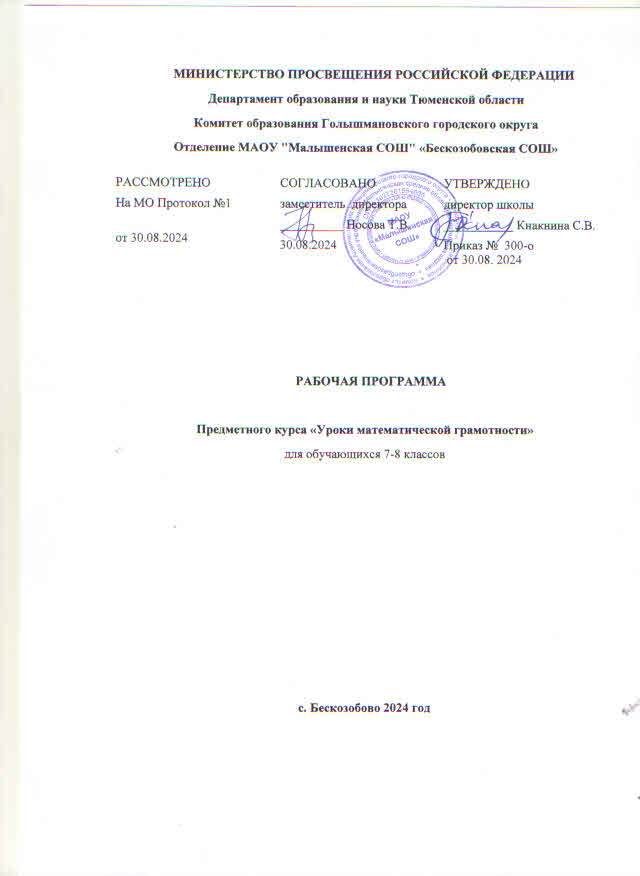 МИНИСТЕРСТВО ПРОСВЕЩЕНИЯ РОССИЙСКОЙ ФЕДЕРАЦИИ
Департамент образования и науки Тюменской области
Комитет образования Голышмановского городского округа
Отделение МАОУ "Малышенская СОШ" «Бескозобовская СОШ»
РАССМОТРЕНО
На МО Протокол №1
от 30.08.2024
СОГЛАСОВАНО
заместитель директора
Носова Т.В.
30.08.2024
УТВЕРЖДЕНО
директор школы
Кнакнина С.В.
Приказ № 300-о
от 30.08. 2024
МАОУ
«Малышенская
СОШ»
РАБОЧАЯ ПРОГРАММА
Предметного курса «Уроки математической грамотности»
для обучающихся 7-8 классов
с. Бескозобово 2024 год